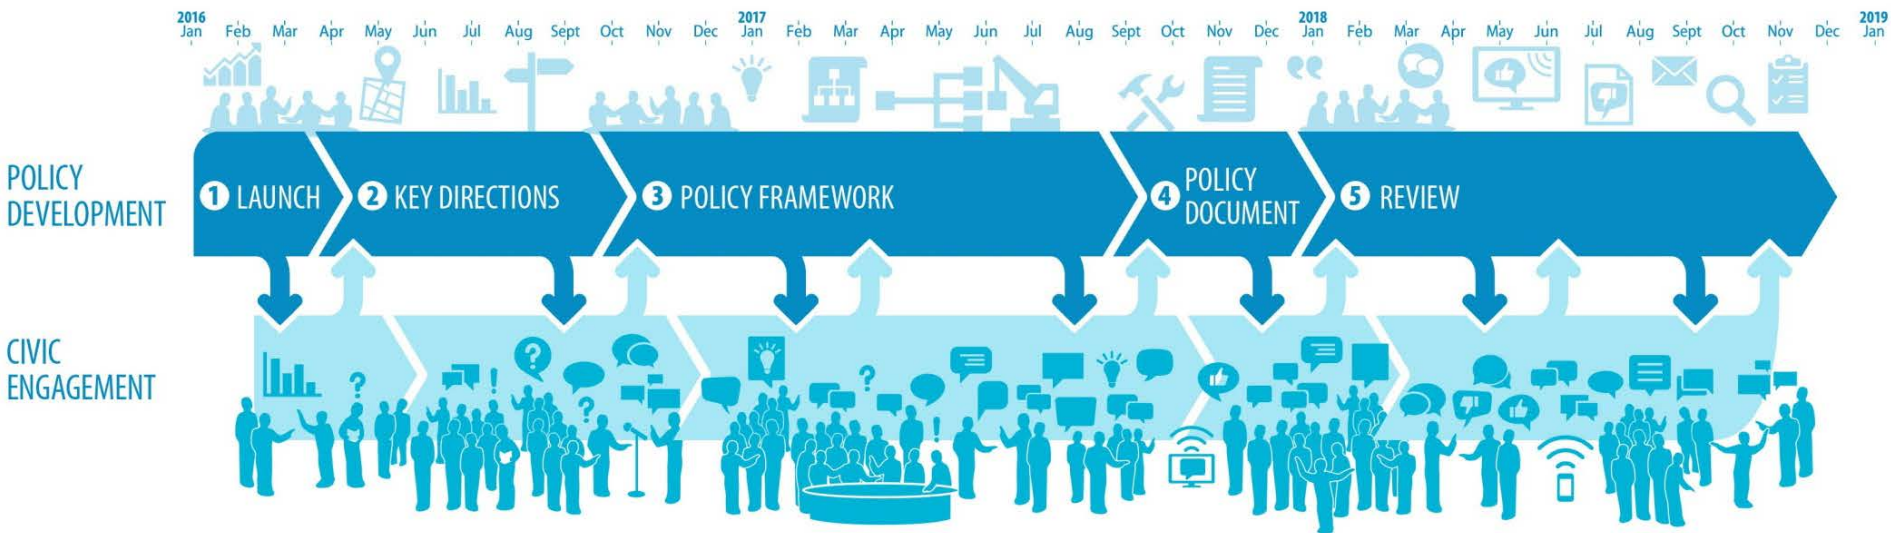 2016 2017 2018 2019
Jan Feb Mar Apr May Jun Jul Aug Sept Oct Nov Dec Jan Feb Mar Apr May Jun Jul Aug Sept Oct Nov Dec Jan Feb Mar Apr May Jun Jul Aug Sept Oct Nov Dec Jan
POLICY
DEVELOPMENT
1 LAUNCH
2 KEY DIRECTIONS
3 POLICY FRAMEWORK
4 POLICY
DOCUMENT
5 REVIEW
CIVIC
ENGAGEMENT